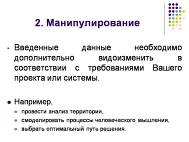 2. Манипулирование
Введенные данные необходимо
дополнительно видоизменить в
соответствии с требованиями Вашего
проекта или системы.
Например,
провести анализ территории,
смоделировать процессы человеческого мышления,
выбрать оптимальный путь решения.